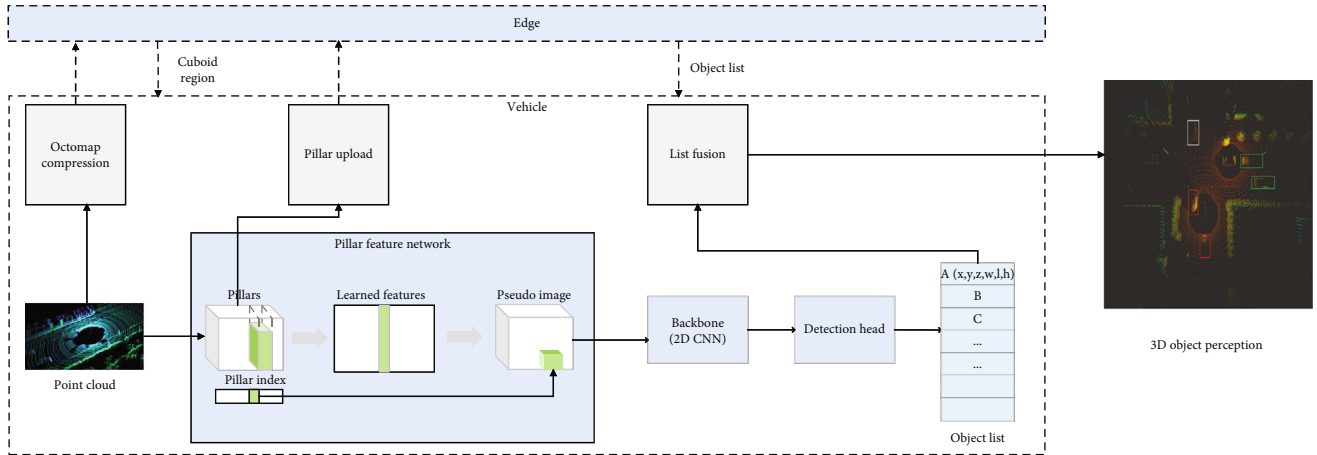 Edge
Cuboid
region
Object list
Vehicle
Octomap
compression
Pillar upload
List fusion
Pillar feature network
Pillars
Learned features
Pseudo image
Pillar index
Point cloud
Backbone
(2D CNN)
Detection head
A (x,y,z,w,l,h)
B
C
...
...
Object list
3D object perception